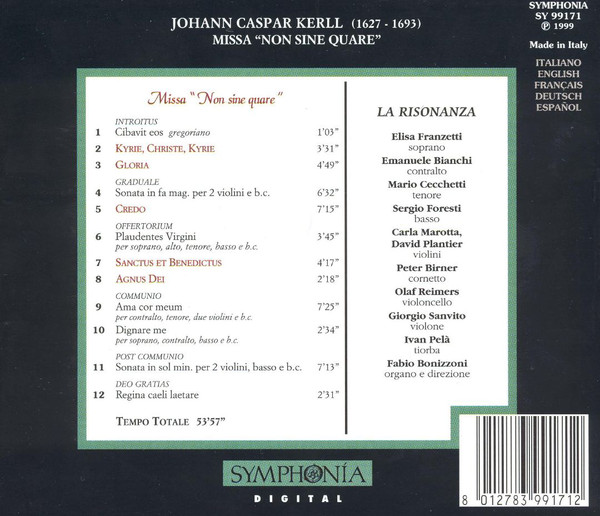 JOHANN CASPAR KERLL (1627 - 1693)
MISSA “NON SINE QUARE”
SYMPHONIA
SY 99171
℗ 1999
Made in Italy
ITALIANO
ENGLISH
FRANÇAIS
DEUTSCH
ESPAÑOL
Missa “Non sine quare”
INTROITUS
1 Cibavit eos gregoriano 1’03”
2 KYRIE, CHRISTE, KYRIE 3’31”
3 GLORIA 4’49”
GRADUALE
4 Sonata in fa mag. per 2 violini e b.c. 6’32”
5 CREDO 7’15”
OFFERTORIUM
6 Plaudentes Virgini 3’45”
per soprano, alto, tenore, basso e b.c.
7 SANCTUS ET BENEDICTUS 4’17”
8 AGNUS DEI 2’18”
COMMUNIO
9 Ama cor meum 7’25”
per contralto, tenore, due violini e b.c.
10 Dignare me 2’34”
per soprano, contralto, basso e b.c.
POST COMMUNIO
11 Sonata in sol min. per 2 violini, basso e b.c. 7’13”
DEO GRATIAS
12 Regina caeli laetare 2’31”
TEMPO TOTALE 53’57”
LA RISONANZA
Elisa Franzetti
soprano
Emanuele Bianchi
contralto
Mario Cecchetti
tenore
Sergio Foresti
basso
Carla Marotta,
David Plantier
violini
Peter Birner
cornetto
Olaf Reimers
violoncello
Giorgio Sanvito
violone
Ivan Pelà
tiorba
Fabio Bonizzoni
organo e direzione
SYMPHONÍA
DIGITAL
8 012783 991712